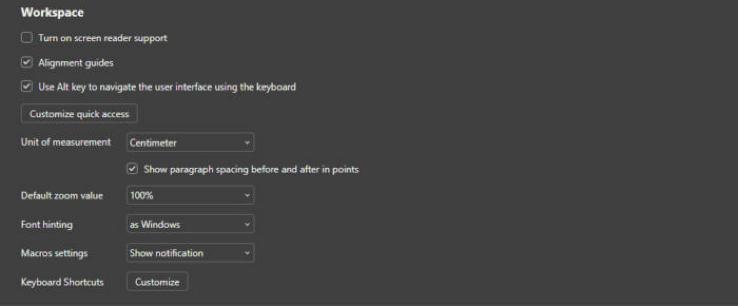 Workspace
Turn on screen reader support
Alignment guides
Use Alt key to navigate the user interface using the keyboard
Customize quick access
Unit of measurement Centimeter
Show paragraph spacing before and after in points
Default zoom value 100%
Font hinting as Windows
Macros settings Show notification
Keyboard Shortcuts Customize